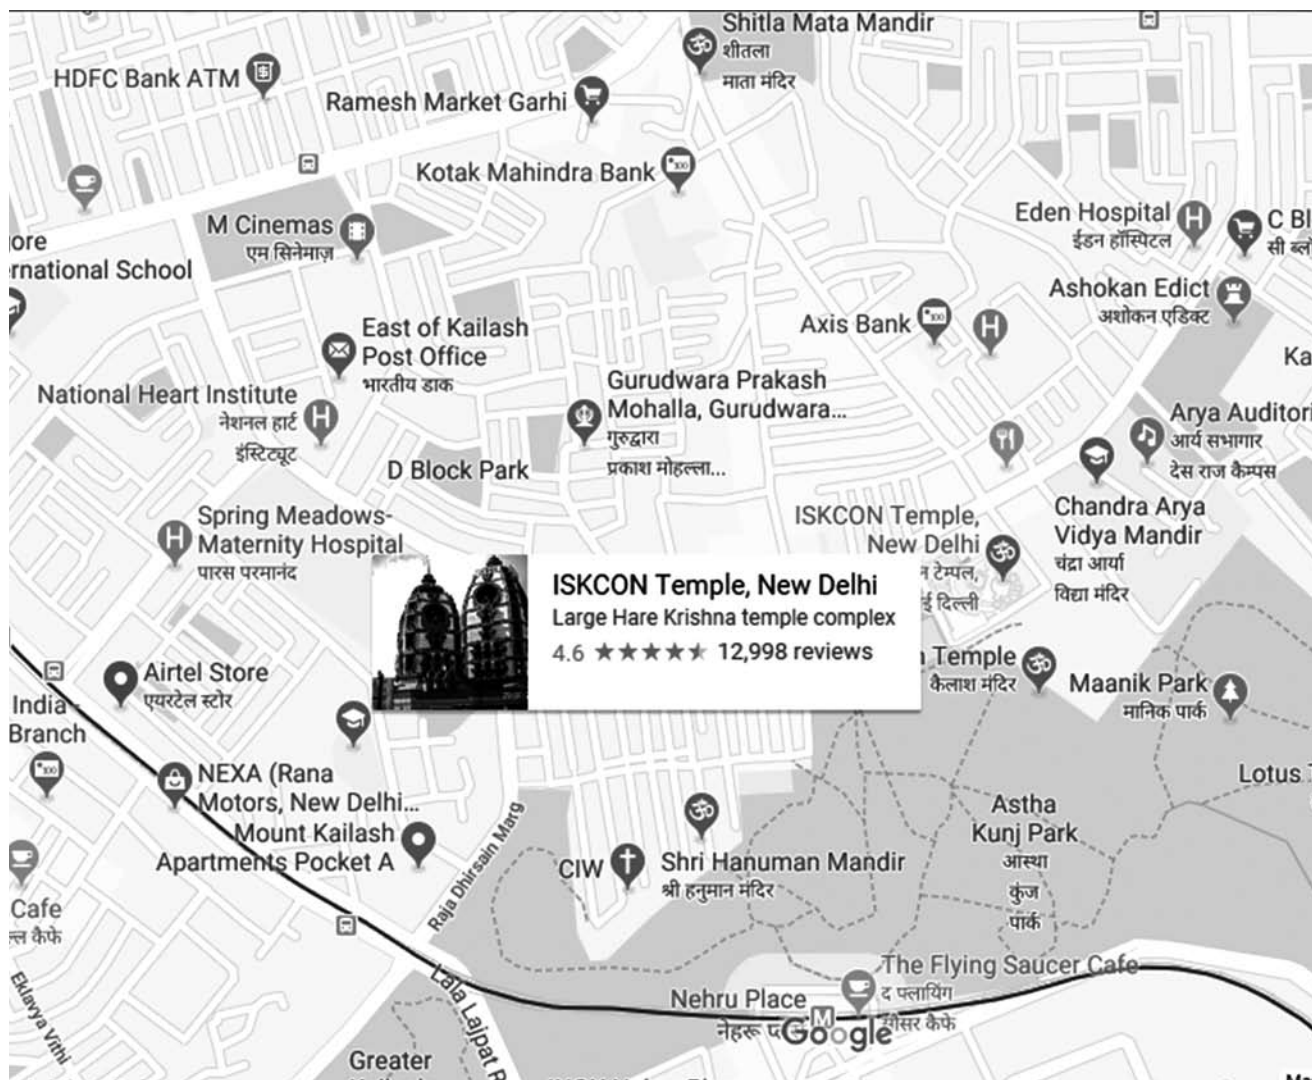 Shitla Mata Mandir
शीतला
माता मंदिर
HDFC Bank ATM
Ramesh Market Garhi
Kotak Mahindra Bank
M Cinemas
एम सिनेमाज़
Eden Hospital
ईडन हॉस्पिटल
C Bl
सी ब्लॉ
ore
rnational School
Ashokan Edict
अशोकन एडिक्ट
Axis Bank
East of Kailash
Post Office
भारतीय डाक
Ka
National Heart Institute
नेशनल हार्ट
इंस्टिट्यूट
Gurudwara Prakash
Mohalla, Gurudwara...
गुरुद्वारा
प्रकाश मोहल्ला...
Arya Auditori
आर्य सभागार
देस राज कैम्पस
D Block Park
Chandra Arya
Vidya Mandir
चंद्रा आर्या
विद्या मंदिर
Spring Meadows-
Maternity Hospital
पारस परमानंद
ISKCON Temple,
New Delhi
न टेम्पल,
ई दिल्ली
ISKCON Temple, New Delhi
Large Hare Krishna temple complex
4.6 ★★★★★ 12,998 reviews
Temple
कैलाश मंदिर
Maanik Park
मानिक पार्क
Airtel Store
एयरटेल स्टोर
India
Branch
NEXA (Rana
Motors, New Delhi...
Mount Kailash
Apartments Pocket A
Lotus
Astha
Kunj Park
आस्था
कुंज
पार्क
Raja Dhirsain Marg
CIW
Shri Hanuman Mandir
श्री हनुमान मंदिर
Cafe
ल कैफे
Eklavya Vithi
Lala Lajpat R
The Flying Saucer Cafe
द फ्लायिंग
सौसर कैफे
Nehru Place
नेहरू
M
Google
Greater